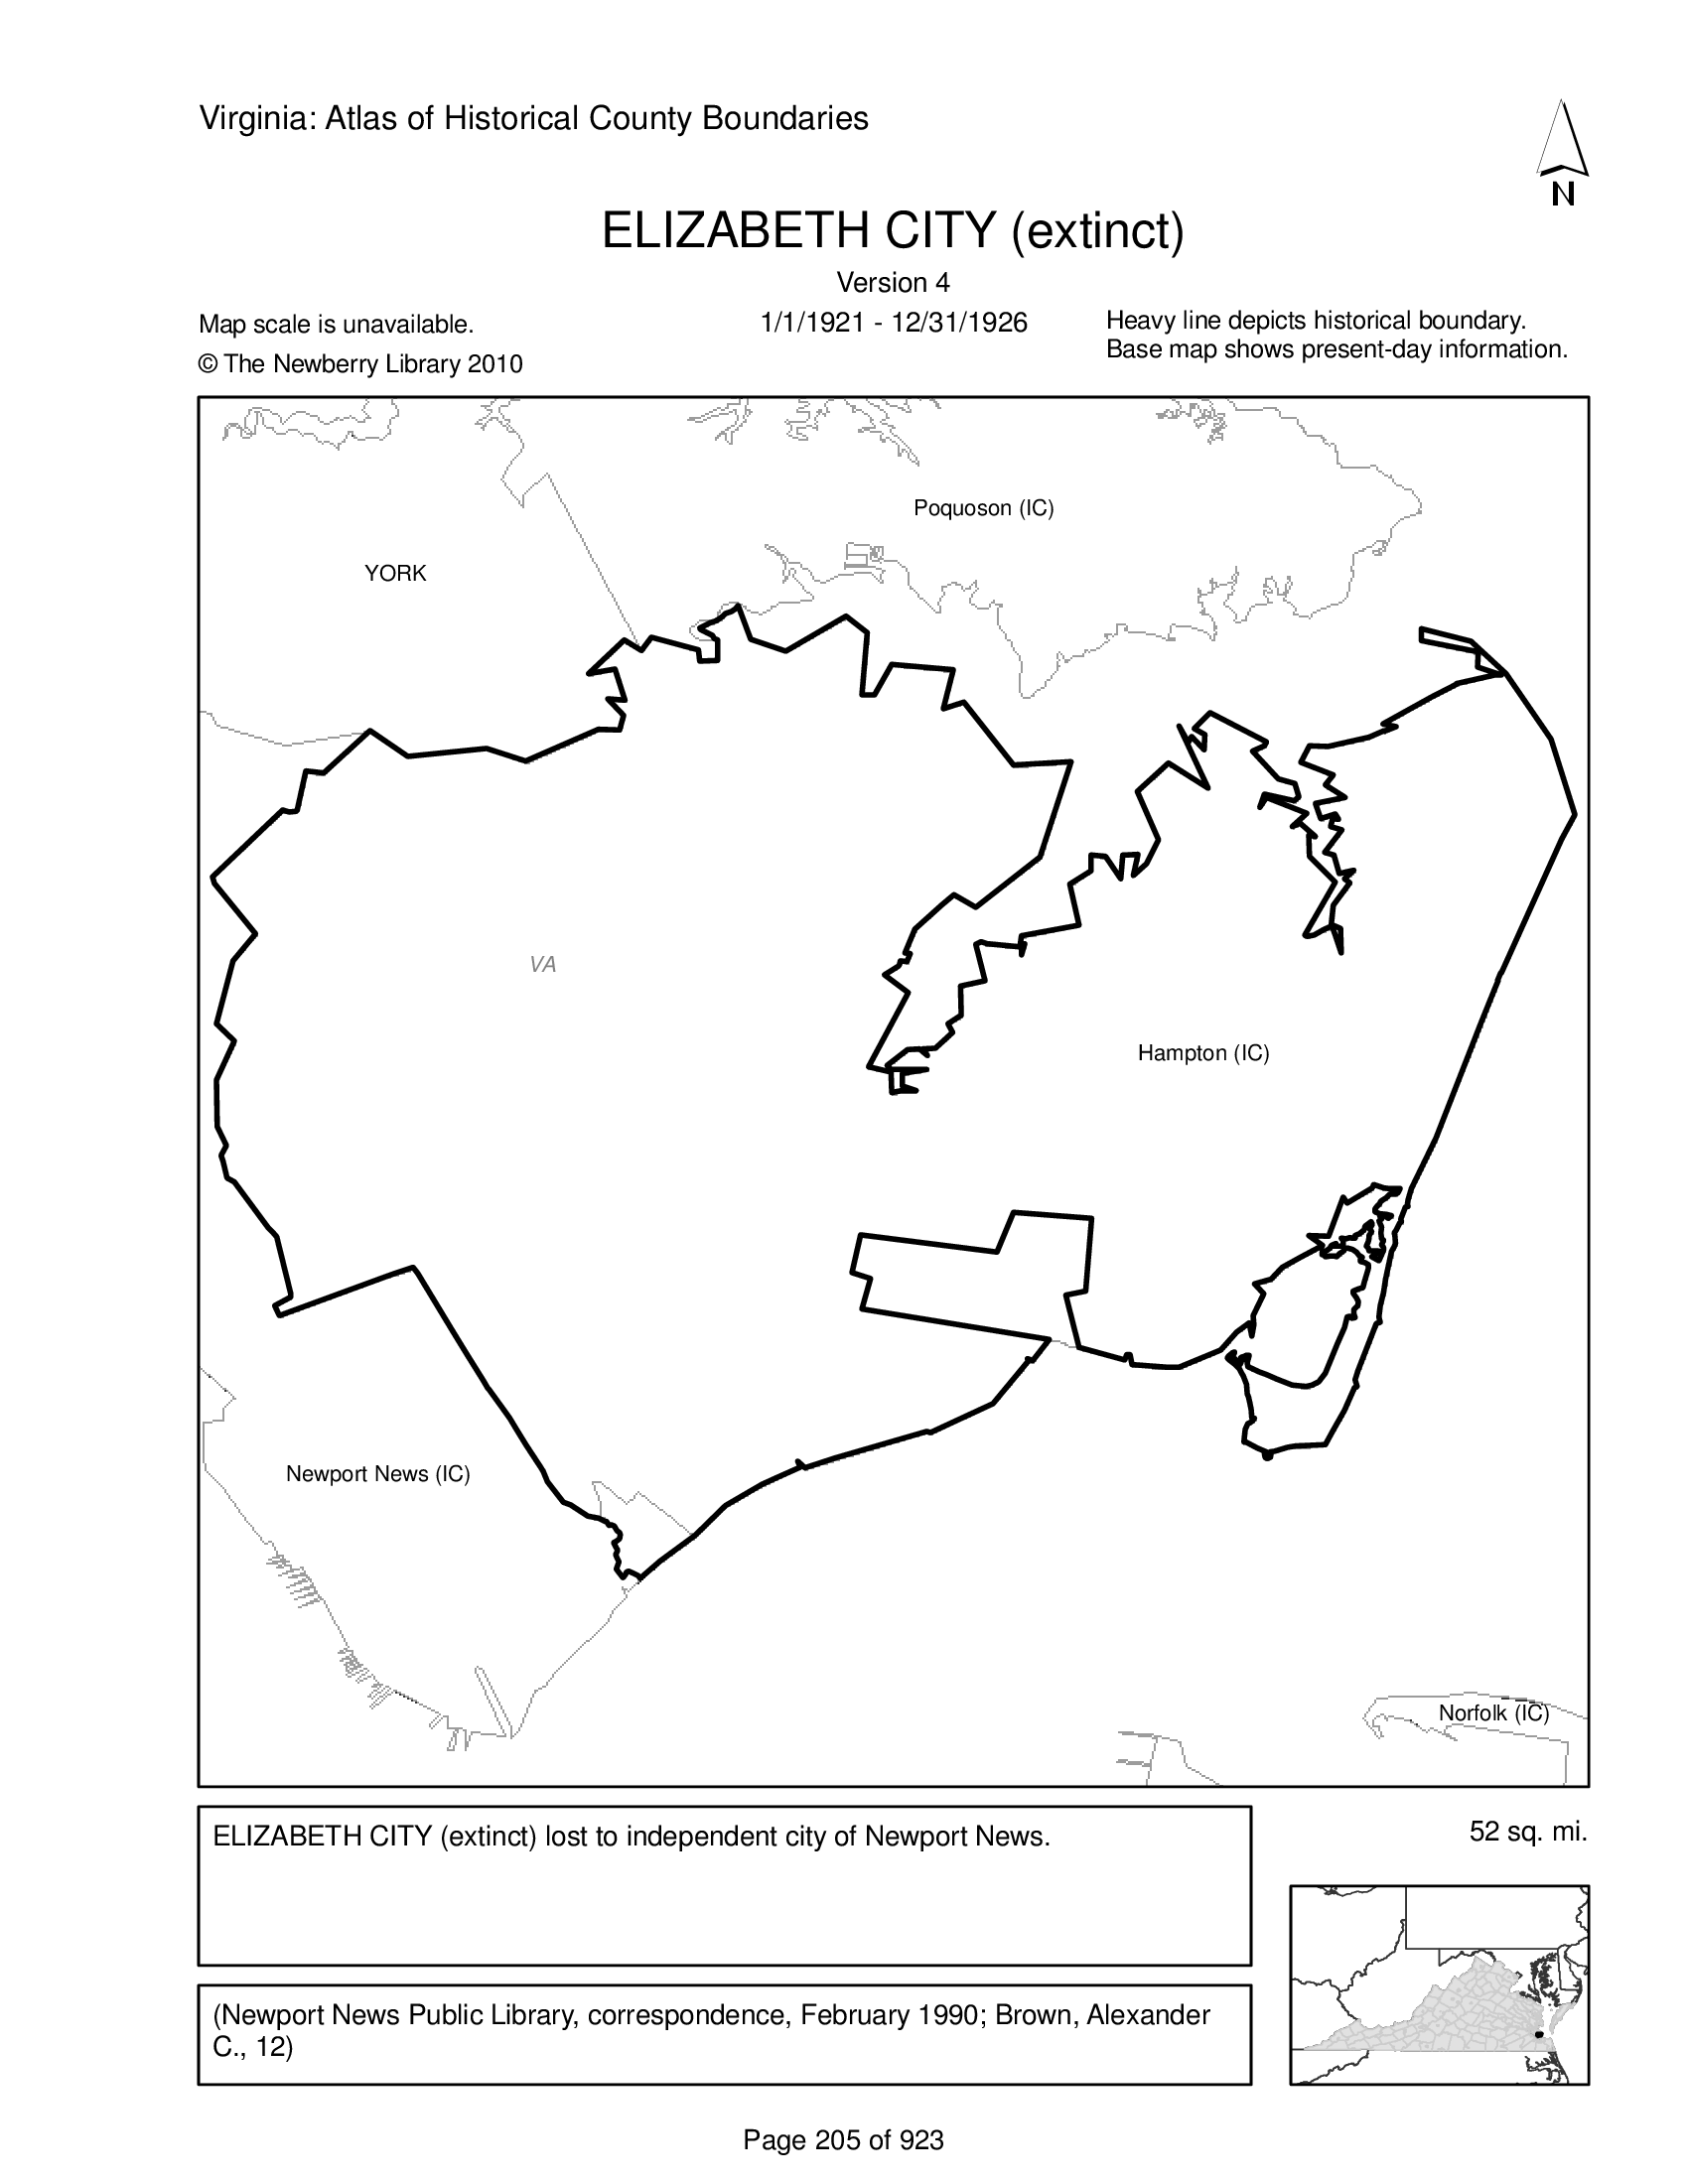 Virginia: Atlas of Historical County Boundaries
N
ELIZABETH CITY (extinct)
Version 4
Map scale is unavailable.
1/1/1921 - 12/31/1926
Heavy line depicts historical boundary.
© The Newberry Library 2010
Base map shows present-day information.
Poquoson (IC)
YORK
VA
Hampton (IC)
Newport News (IC)
Norfolk (IC)
ELIZABETH CITY (extinct) lost to independent city of Newport News.
52 sq. mi.
(Newport News Public Library, correspondence, February 1990; Brown, Alexander
C., 12)
Page 205 of 923